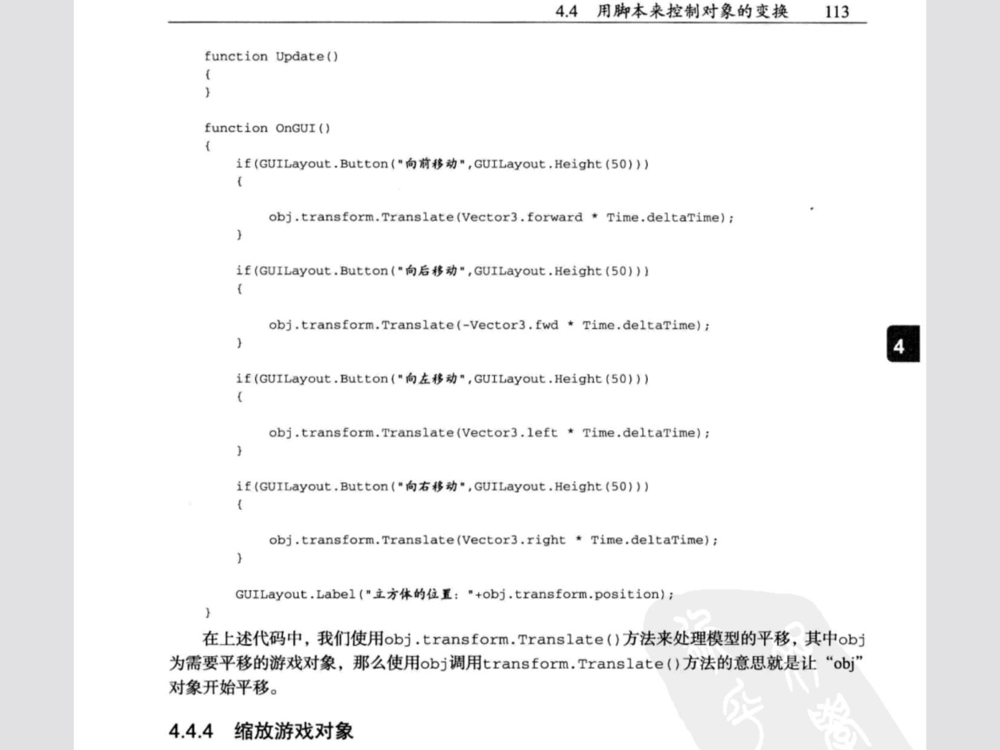 4.4 用脚本来控制对象的变换 113
function Update()
{
}
function OnGUI()
{
if(GUILayout.Button("向前移动",GUILayout.Height(50)))
{
obj.transform.Translate(Vector3.forward * Time.deltaTime);
}
if(GUILayout.Button("向后移动",GUILayout.Height(50)))
{
obj.transform.Translate(-Vector3.fwd * Time.deltaTime);
}
if(GUILayout.Button("向左移动",GUILayout.Height(50)))
{
obj.transform.Translate(Vector3.left * Time.deltaTime);
}
if(GUILayout.Button("向右移动",GUILayout.Height(50)))
{
obj.transform.Translate(Vector3.right * Time.deltaTime);
}
GUILayout.Label("立方体的位置："+obj.transform.position);
}
4
在上述代码中，我们使用obj.transform.Translate()方法来处理模型的平移，其中obj
为需要平移的游戏对象，那么使用obj调用transform.Translate()方法的意思就是让“obj”
对象开始平移。
4.4.4 缩放游戏对象